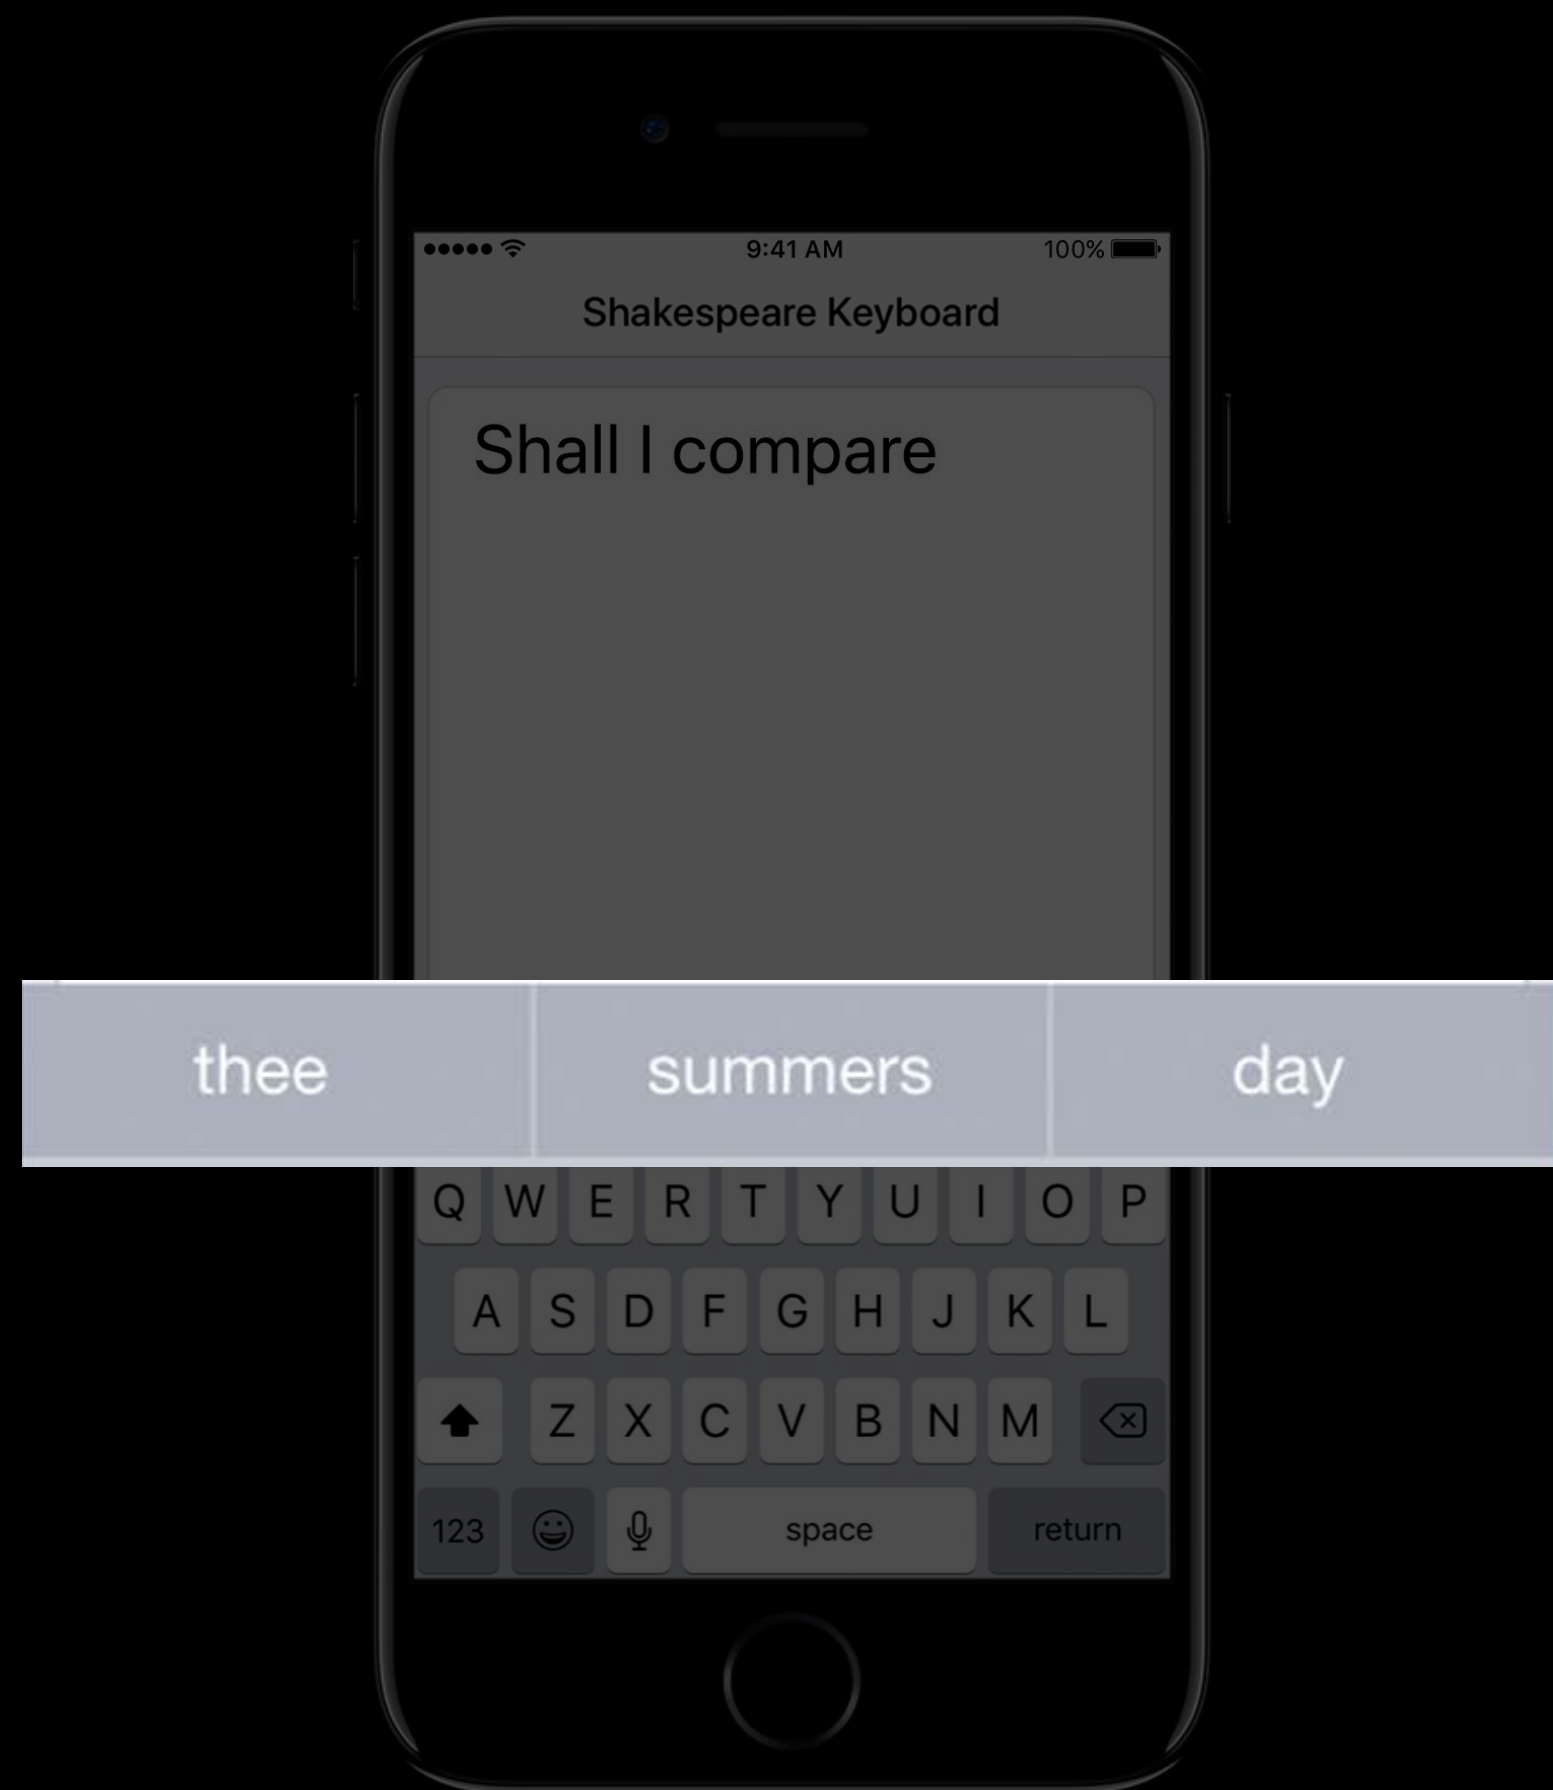 9:41 AM 100%
Shakespeare Keyboard
Shall I compare
thee summers day
Q W E R T Y U I O P
A S D F G H J K L
Z X C V B N M
123 space return